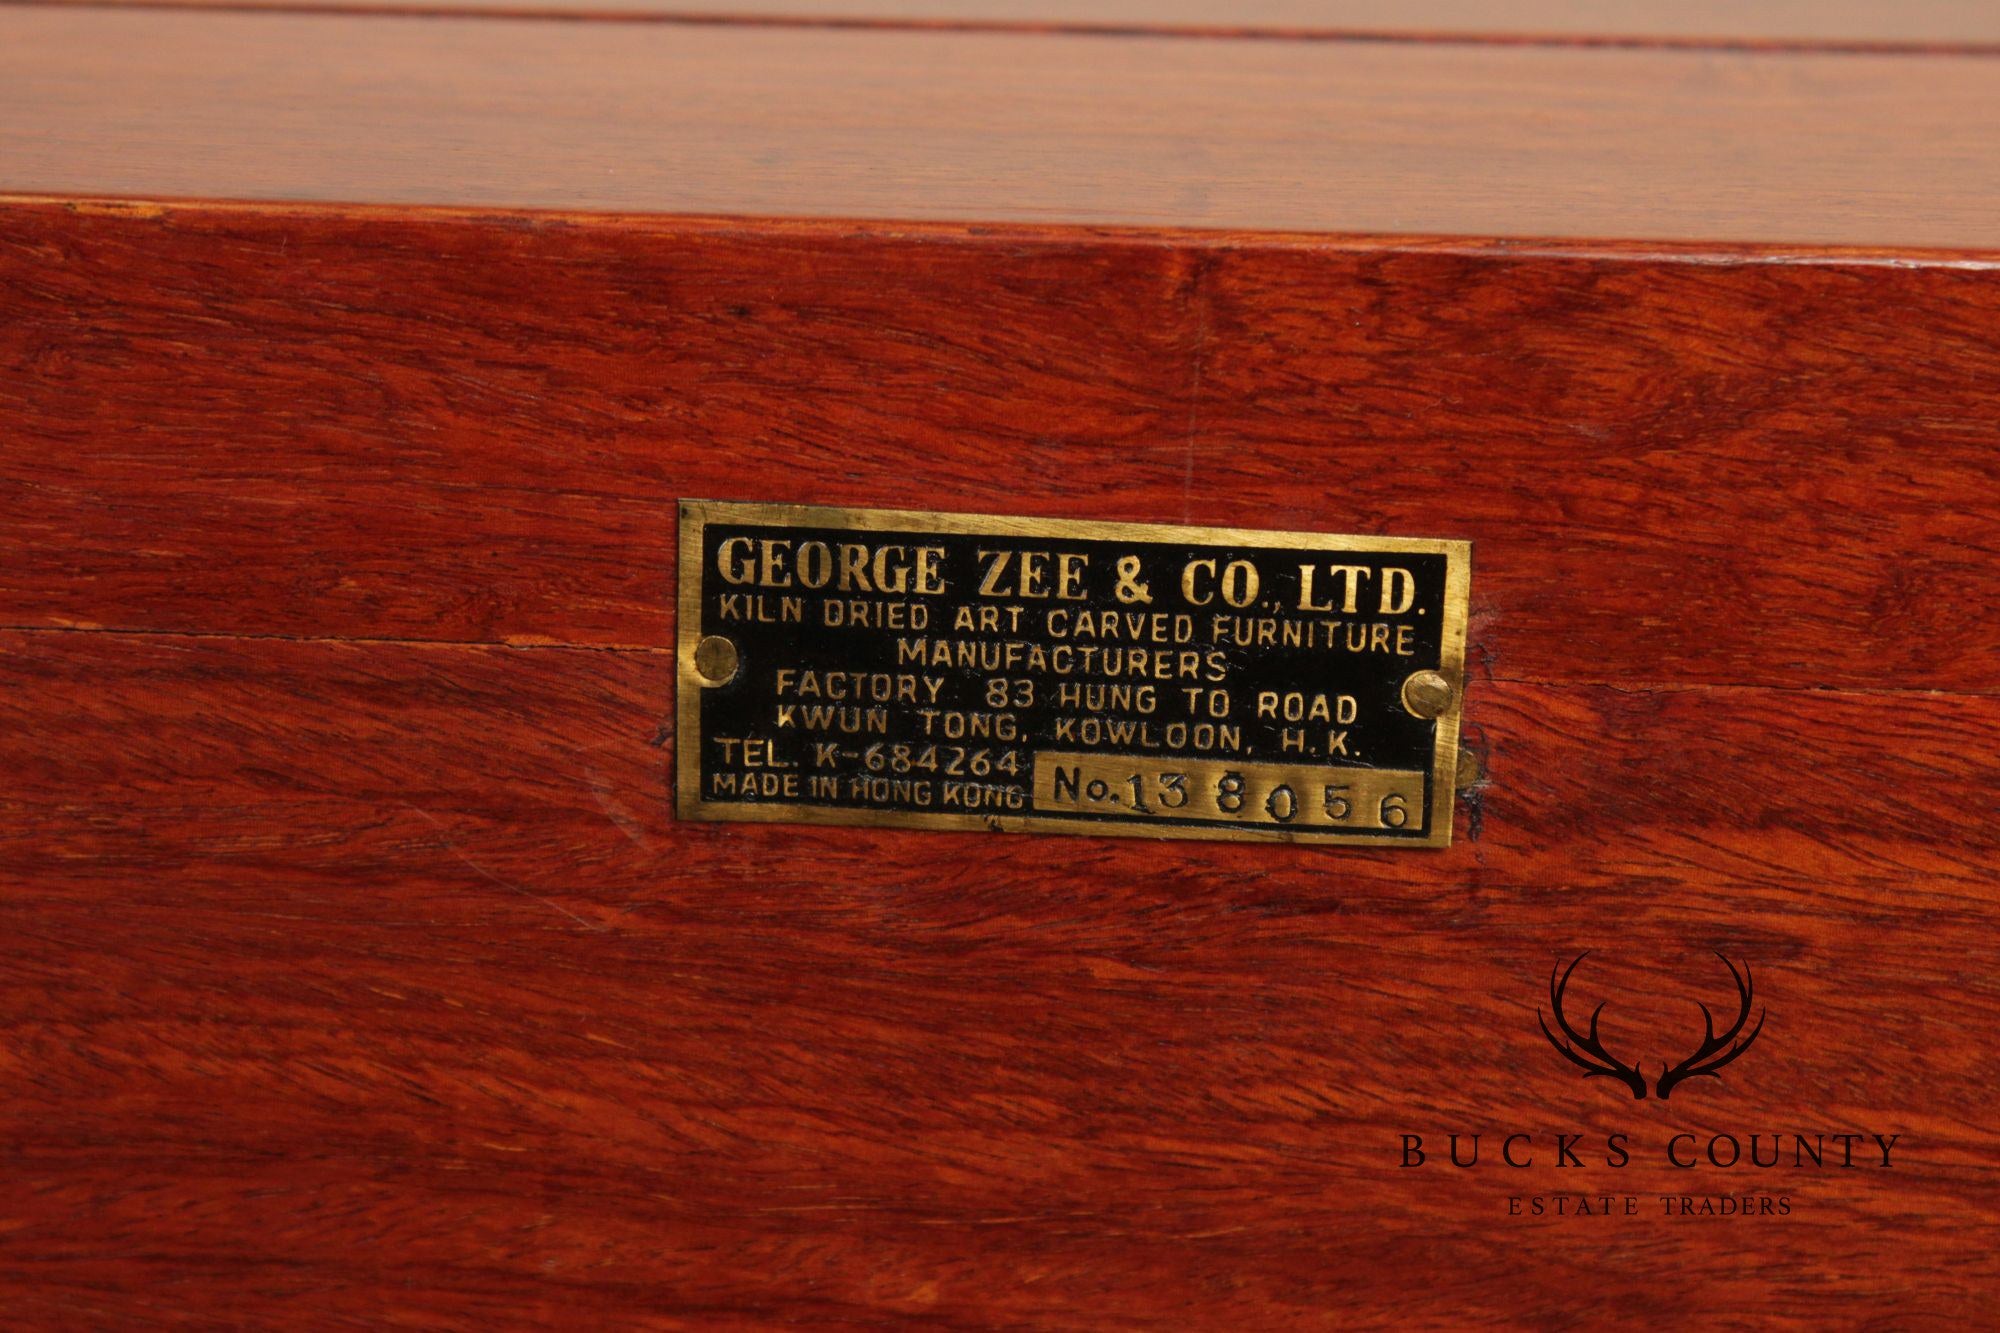 GEORGE ZEE & CO., LTD.
KILN DRIED ART CARVED FURNITURE
MANUFACTURERS
FACTORY 83 HUNG TO ROAD
KWUN TONG, KOWLOON, H.K.
TEL. K-684264
MADE IN HONG KONG
No. 138056
BUCKS COUNTY
ESTATE TRADERS